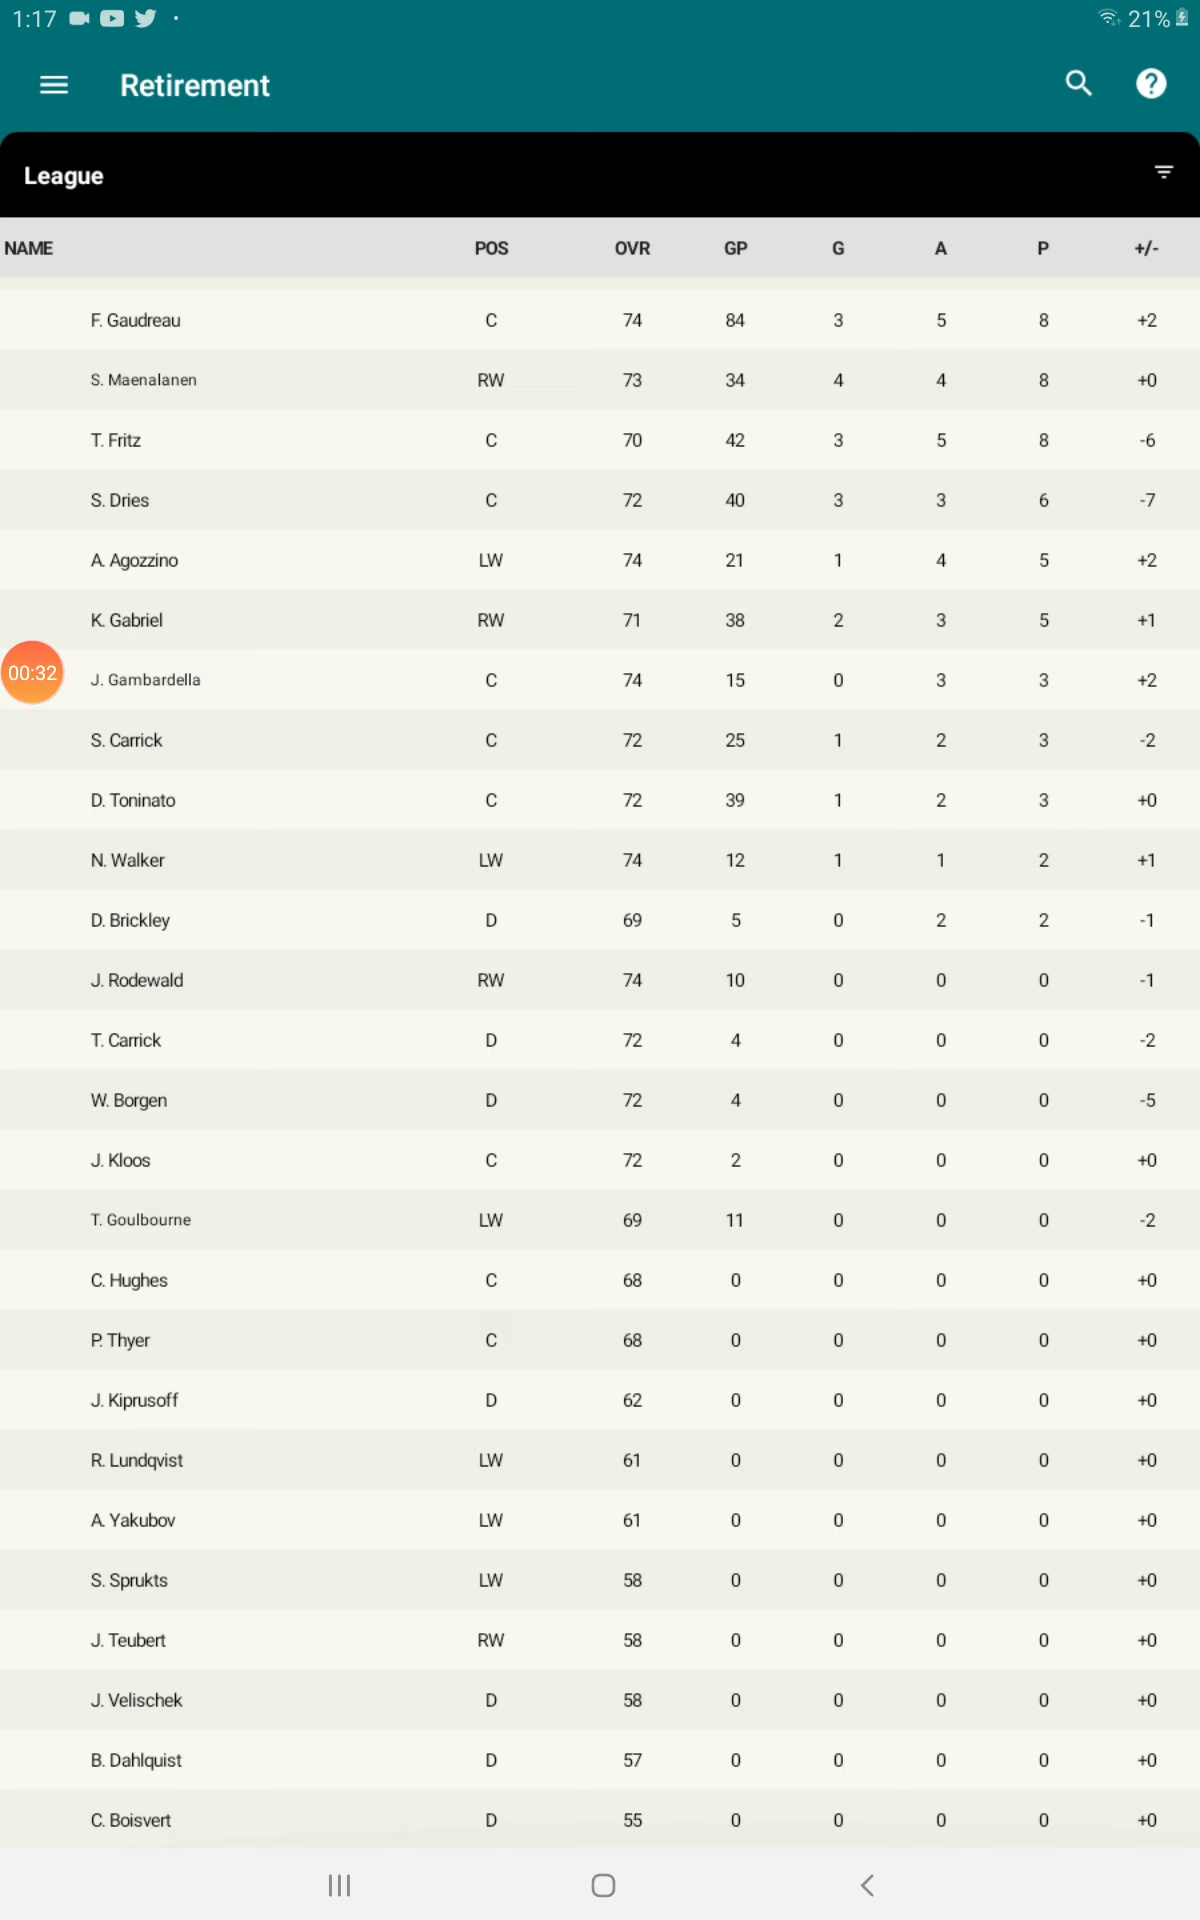 1:17 21%
Retirement
League
NAME POS OVR GP G A P +/-
F. Gaudreau C 74 84 3 5 8 +2
S. Maenalanen RW 73 34 4 4 8 +0
T. Fritz C 70 42 3 5 8 -6
S. Dries C 72 40 3 3 6 -7
A. Agozzino LW 74 21 1 4 5 +2
K. Gabriel RW 71 38 2 3 5 +1
00:32 J. Gambardella C 74 15 0 3 3 +2
S. Carrick C 72 25 1 2 3 -2
D. Toninato C 72 39 1 2 3 +0
N. Walker LW 74 12 1 1 2 +1
D. Brickley D 69 5 0 2 2 -1
J. Rodewald RW 74 10 0 0 0 -1
T. Carrick D 72 4 0 0 0 -2
W. Borgen D 72 4 0 0 0 -5
J. Kloos C 72 2 0 0 0 +0
T. Goulbourne LW 69 11 0 0 0 -2
C. Hughes C 68 0 0 0 0 +0
P. Thyer C 68 0 0 0 0 +0
J. Kiprusoff D 62 0 0 0 0 +0
R. Lundqvist LW 61 0 0 0 0 +0
A. Yakubov LW 61 0 0 0 0 +0
S. Sprukts LW 58 0 0 0 0 +0
J. Teubert RW 58 0 0 0 0 +0
J. Velischek D 58 0 0 0 0 +0
B. Dahlquist D 57 0 0 0 0 +0
C. Boisvert D 55 0 0 0 0 +0